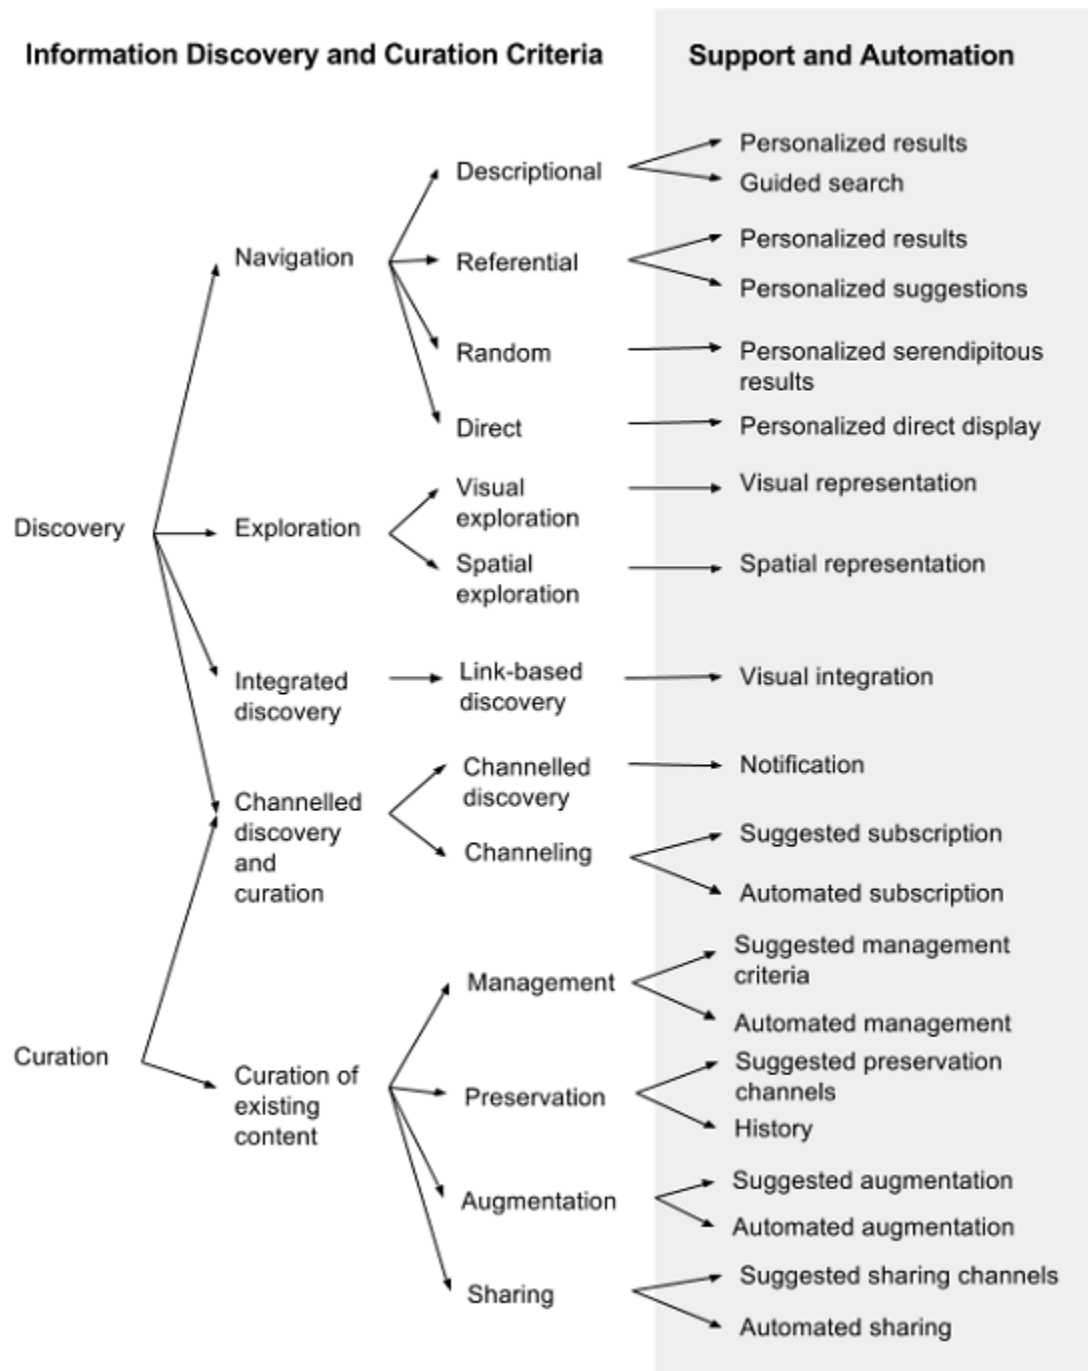 Information Discovery and Curation Criteria
Support and Automation
Discovery
Navigation
Descriptional
Personalized results
Guided search
Referential
Personalized results
Personalized suggestions
Random
Personalized serendipitous
results
Direct
Personalized direct display
Exploration
Visual
exploration
Visual representation
Spatial
exploration
Spatial representation
Integrated
discovery
Link-based
discovery
Visual integration
Channelled
discovery
and
curation
Channelled
discovery
Notification
Channeling
Suggested subscription
Automated subscription
Curation
Curation of
existing
content
Management
Suggested management
criteria
Automated management
Preservation
Suggested preservation
channels
History
Augmentation
Suggested augmentation
Automated augmentation
Sharing
Suggested sharing channels
Automated sharing